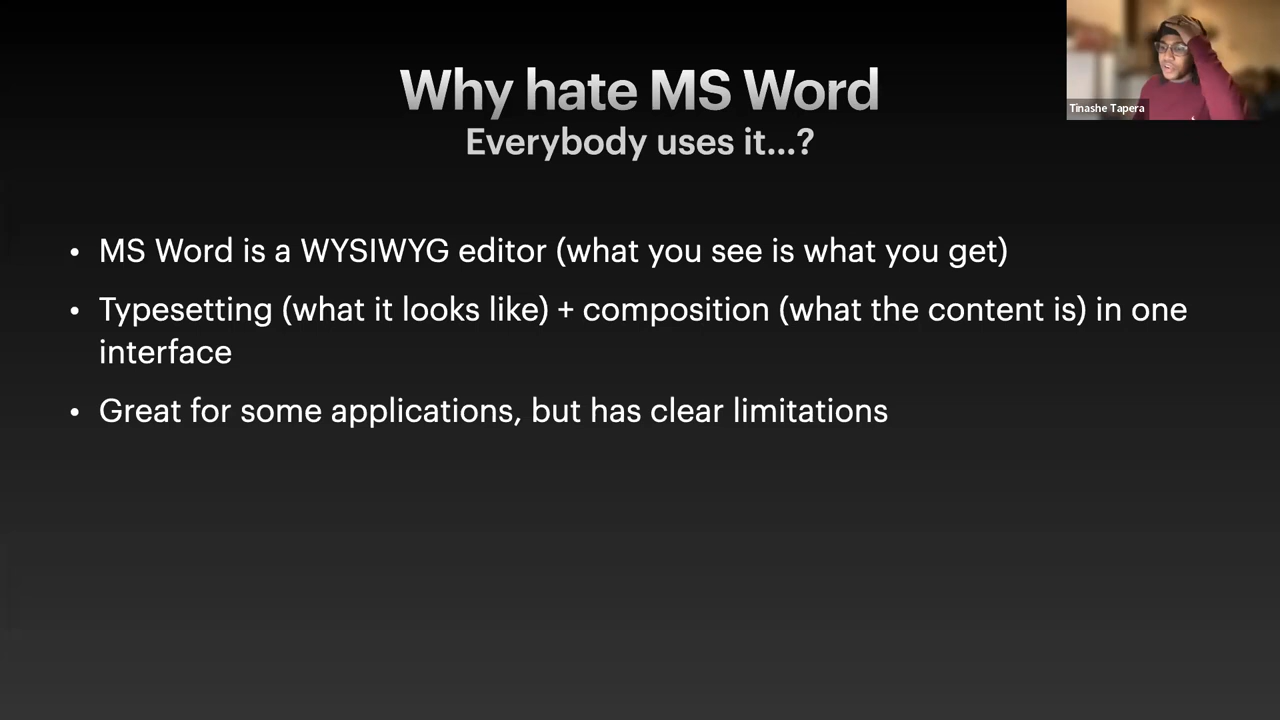 Why hate MS Word
Everybody uses it...?
Tinashe Tapera
• MS Word is a WYSIWYG editor (what you see is what you get)
• Typesetting (what it looks like) + composition (what the content is) in one
interface
• Great for some applications, but has clear limitations